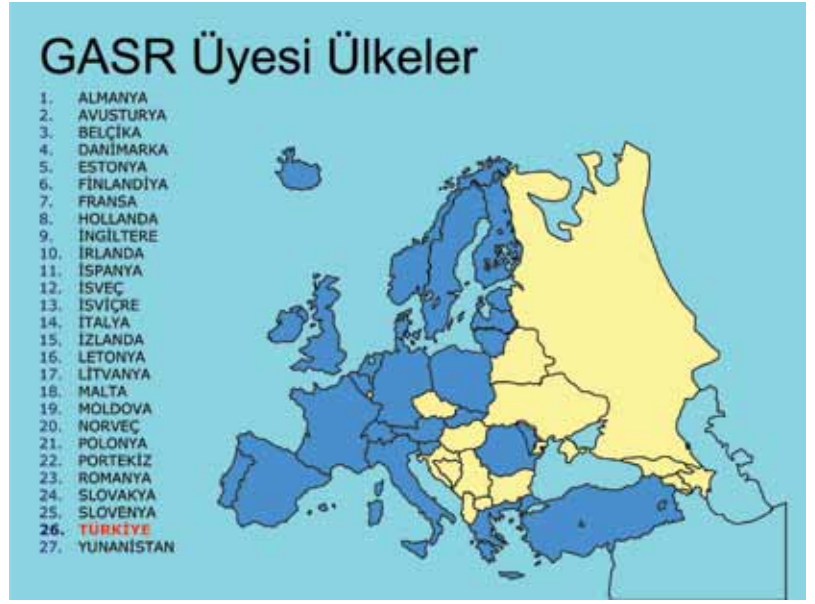 GASR Üyesi Ülkeler
1. ALMANYA
2. AVUSTURYA
3. BELÇİKA
4. DANİMARKA
5. ESTONYA
6. FİNLANDİYA
7. FRANSA
8. HOLLANDA
9. İNGİLTERE
10. İRLANDA
11. İSPANYA
12. İSVEÇ
13. İSVİÇRE
14. İTALYA
15. İZLANDA
16. LETONYA
17. LİTVANYA
18. MALTA
19. MOLDOVA
20. NORVEÇ
21. POLONYA
22. PORTEKİZ
23. ROMANYA
24. SLOVAKYA
25. SLOVENYA
26. TÜRKİYE
27. YUNANİSTAN